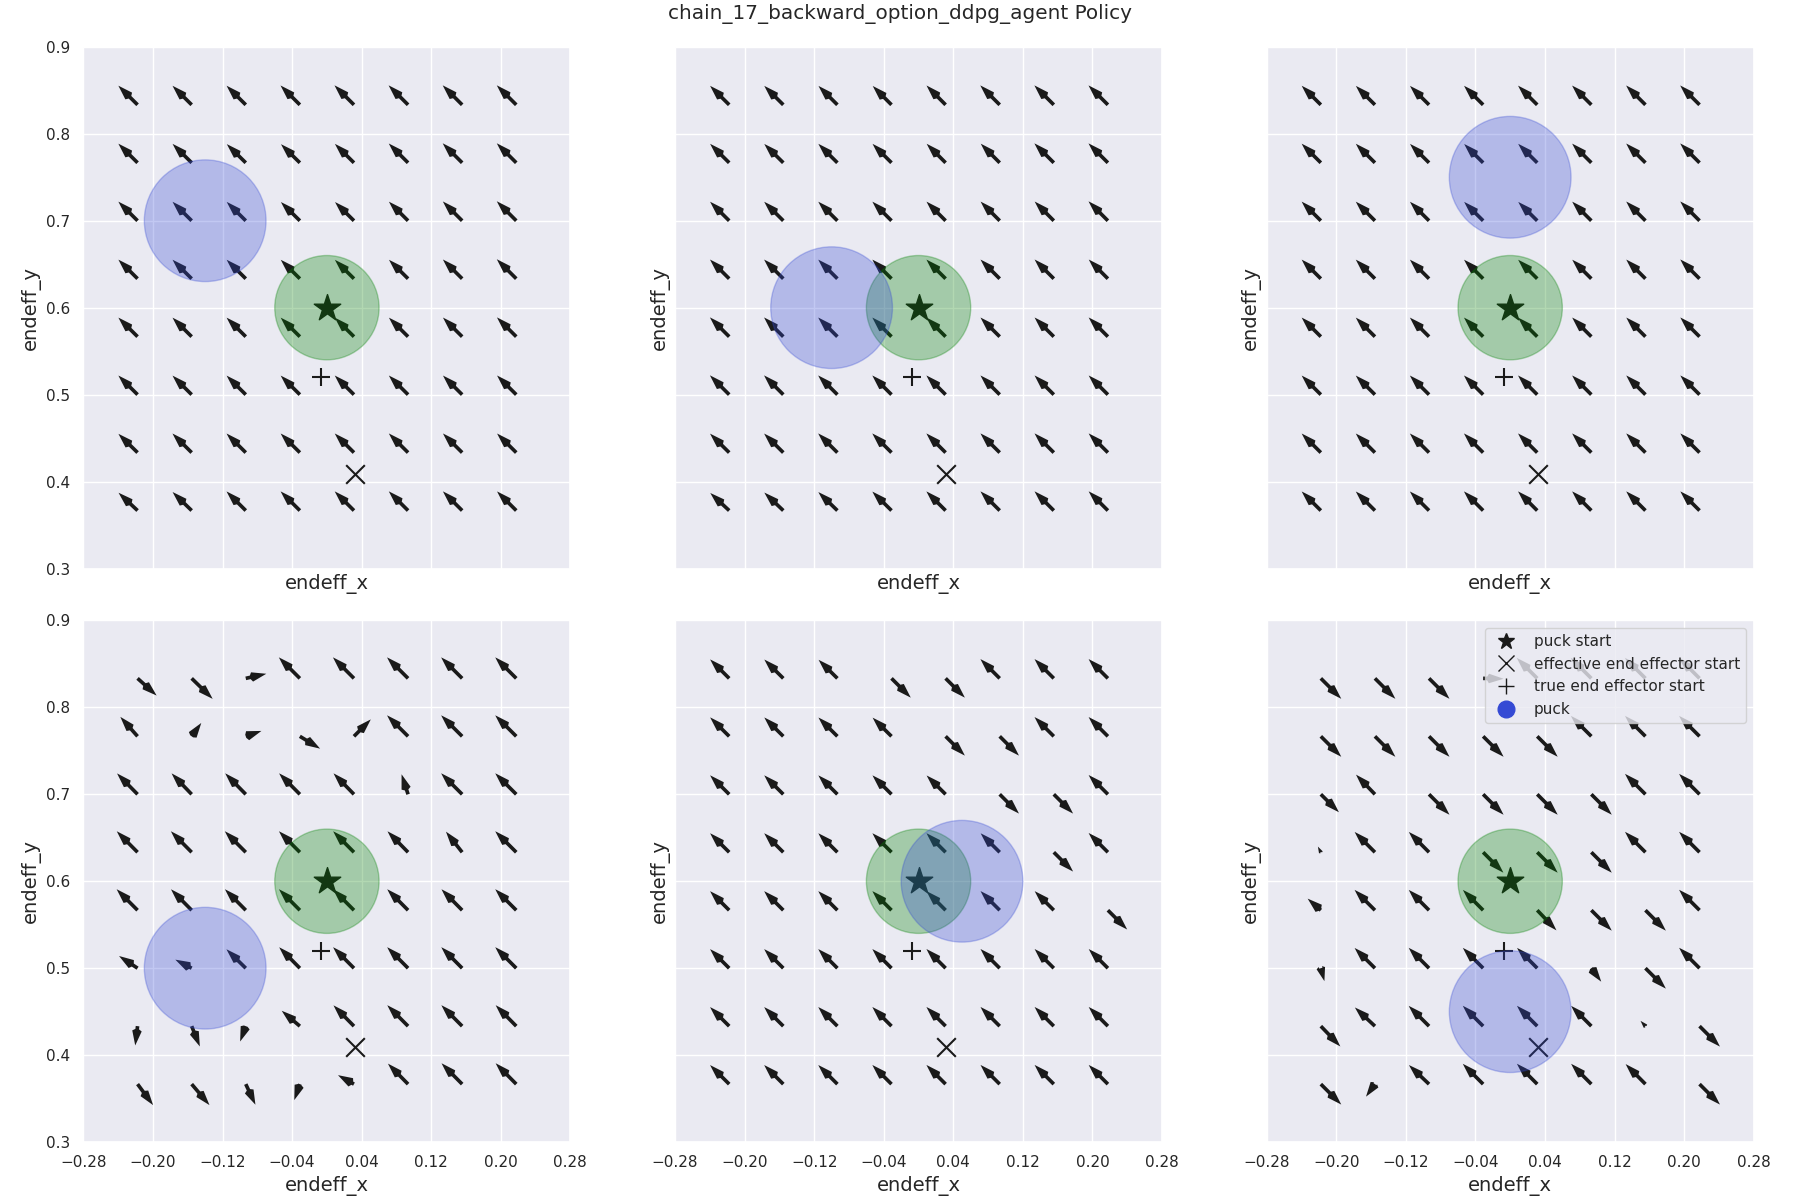 chain_17_backward_option_ddpg_agent Policy
0.9
0.8
0.7
0.6
0.5
0.4
0.3
endeff_y
endeff_x
endeff_y
endeff_x
endeff_y
endeff_x
0.9
0.8
0.7
0.6
0.5
0.4
0.3
endeff_y
−0.28 −0.20 −0.12 −0.04 0.04 0.12 0.20 0.28
endeff_x
endeff_y
−0.28 −0.20 −0.12 −0.04 0.04 0.12 0.20 0.28
endeff_x
puck start
effective end effector start
true end effector start
puck
endeff_y
−0.28 −0.20 −0.12 −0.04 0.04 0.12 0.20 0.28
endeff_x